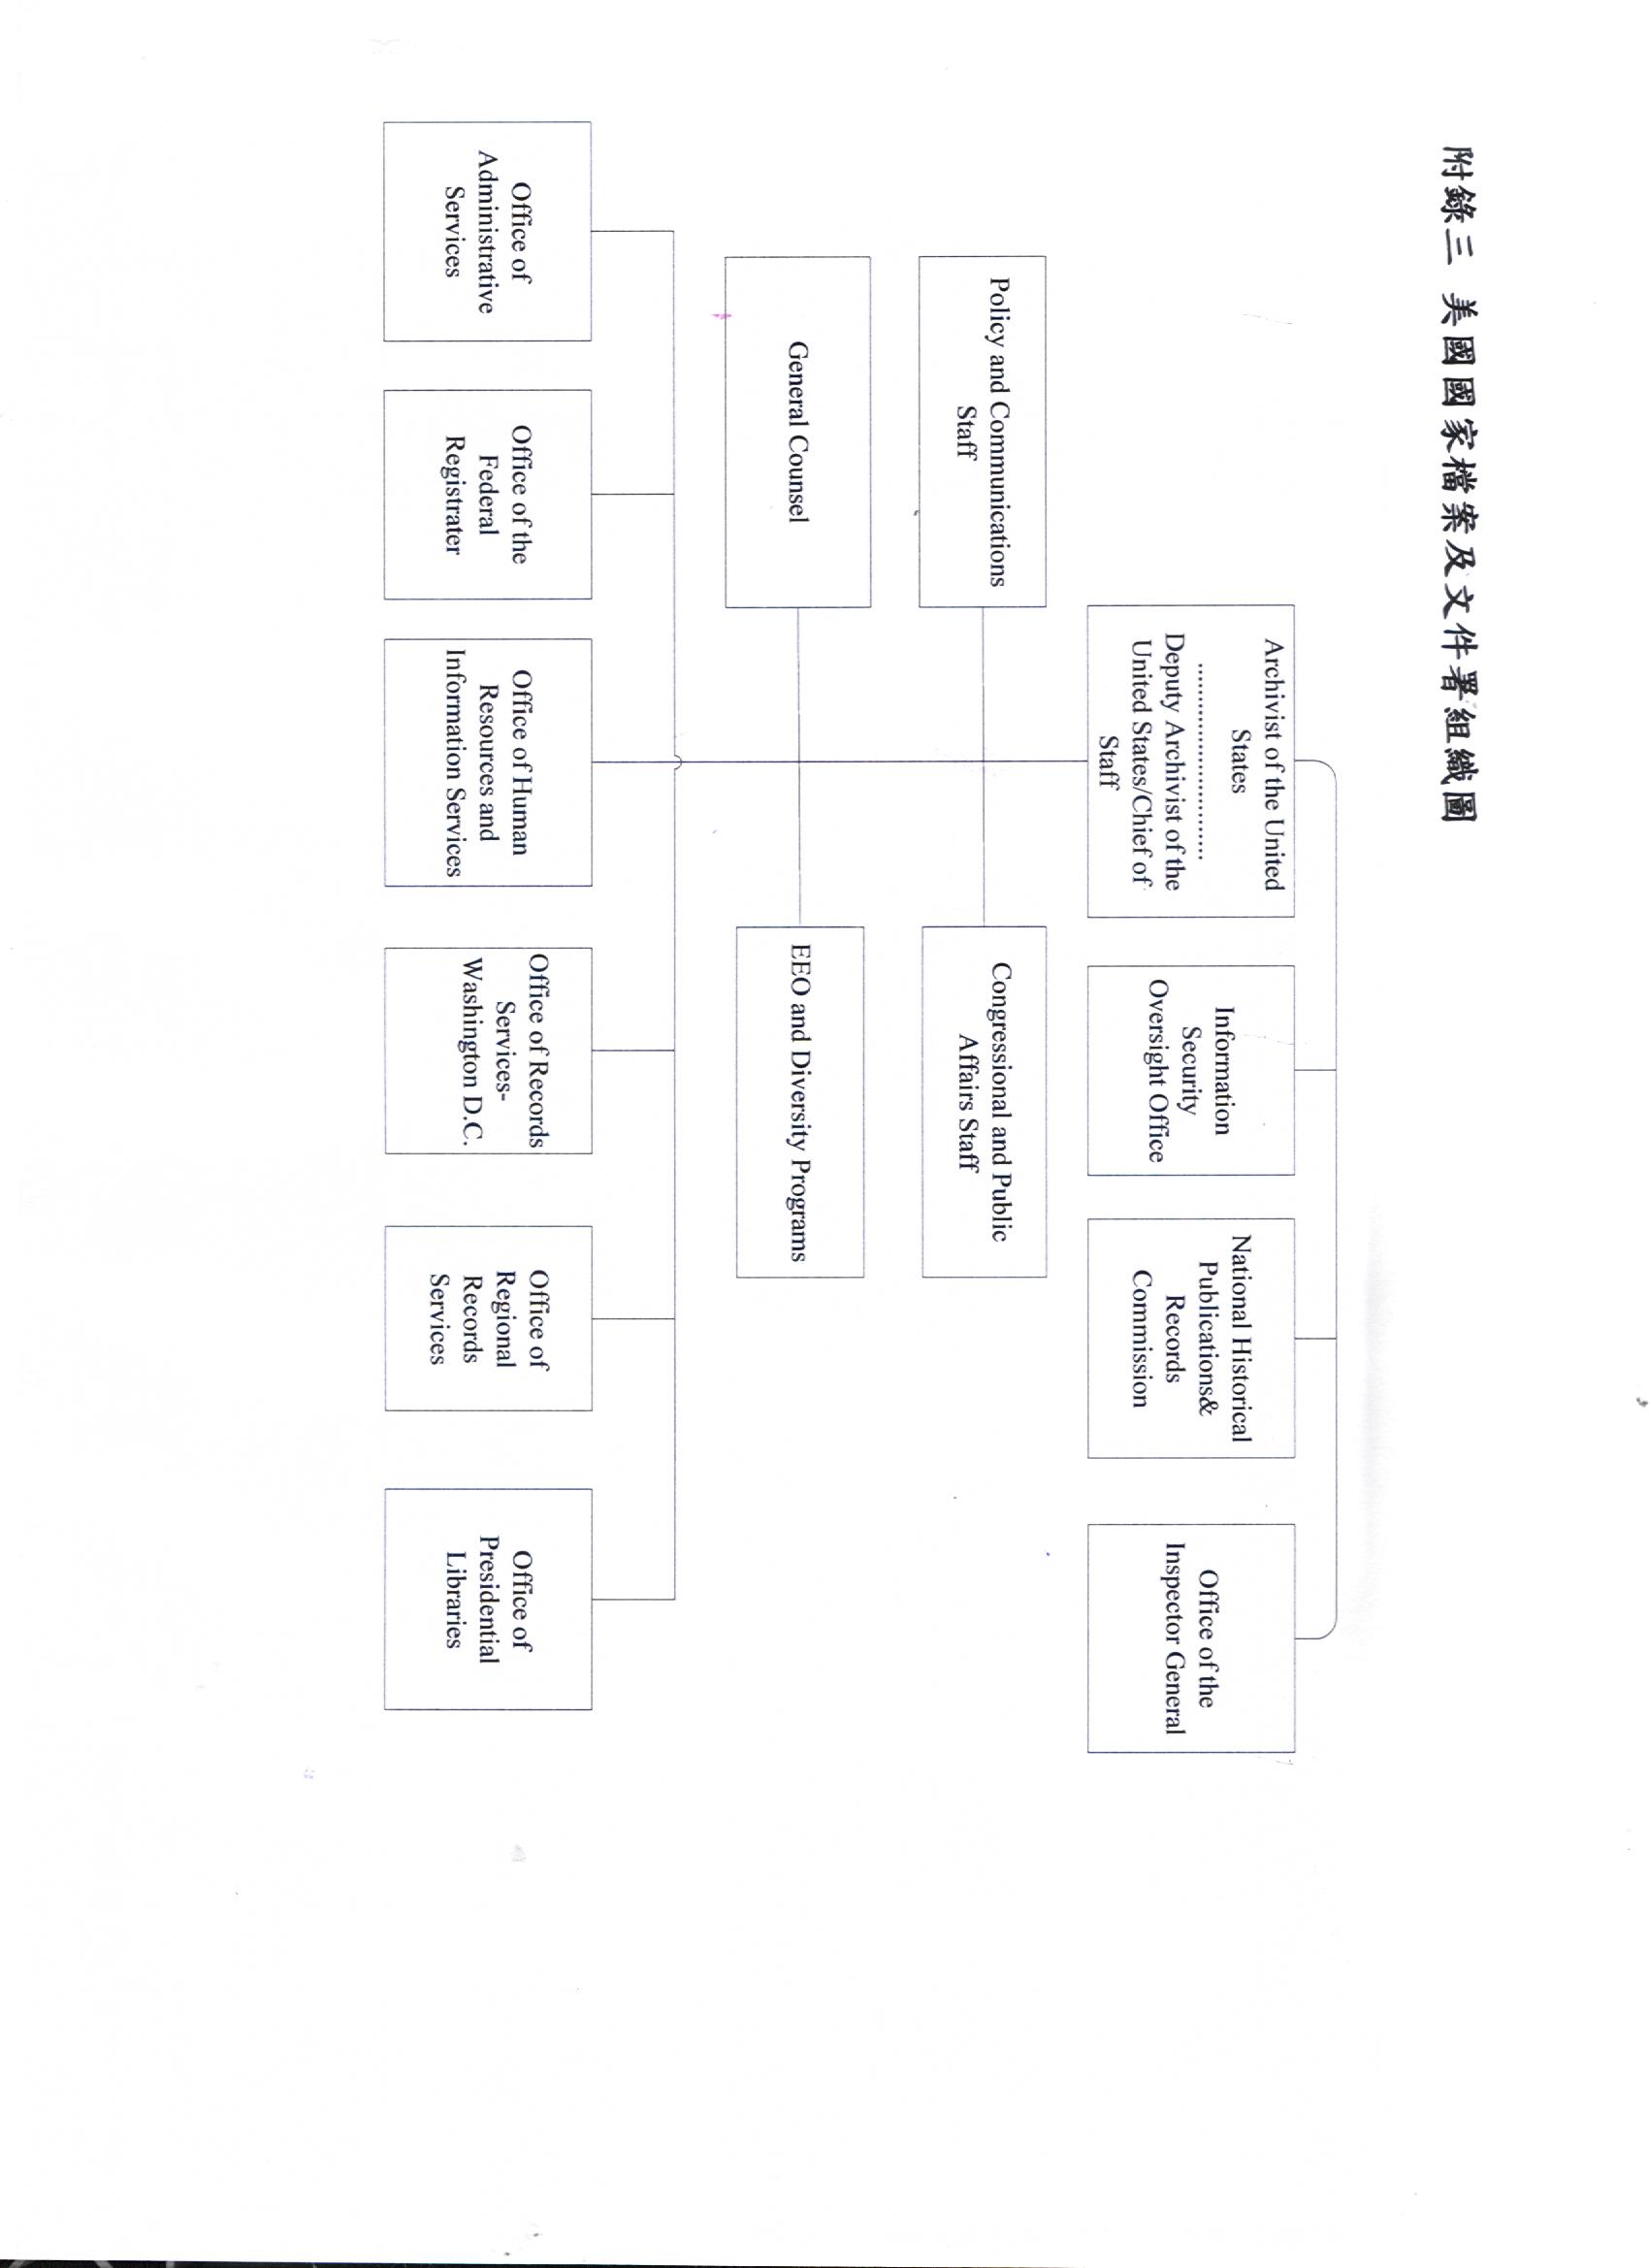 附錄三 美國國家檔案及文件署組織圖
Archivist of the United
States
..............................
Deputy Archivist of the
United States/Chief of
Staff
Information
Security
Oversight Office
National Historical
Publications&
Records
Commission
Office of the
Inspector General
Policy and Communications
Staff
Congressional and Public
Affairs Staff
General Counsel
EEO and Diversity Programs
Office of
Administrative
Services
Office of the
Federal
Registrater
Office of Human
Resources and
Information Services
Office of Records
Services-
Washington D.C.
Office of
Regional
Records
Services
Office of
Presidential
Libraries